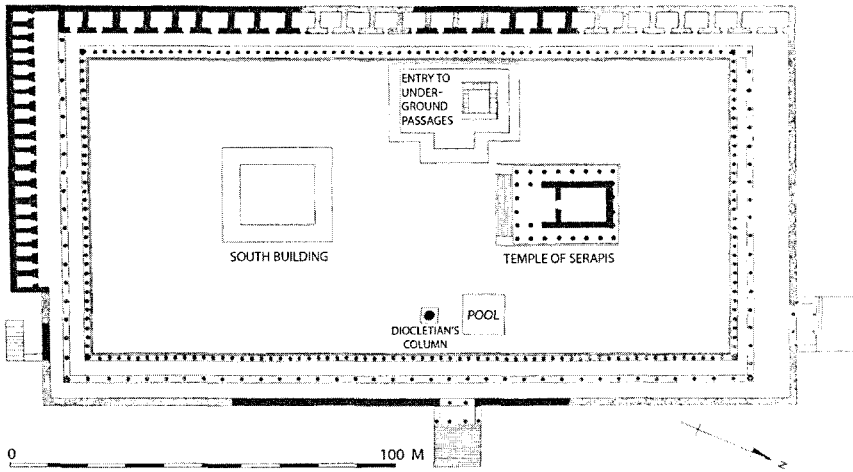 ENTRY TO
UNDER-
GROUND
PASSAGES
SOUTH BUILDING
TEMPLE OF SERAPIS
DIOCLETIAN'S
COLUMN
POOL
0 100 M
N